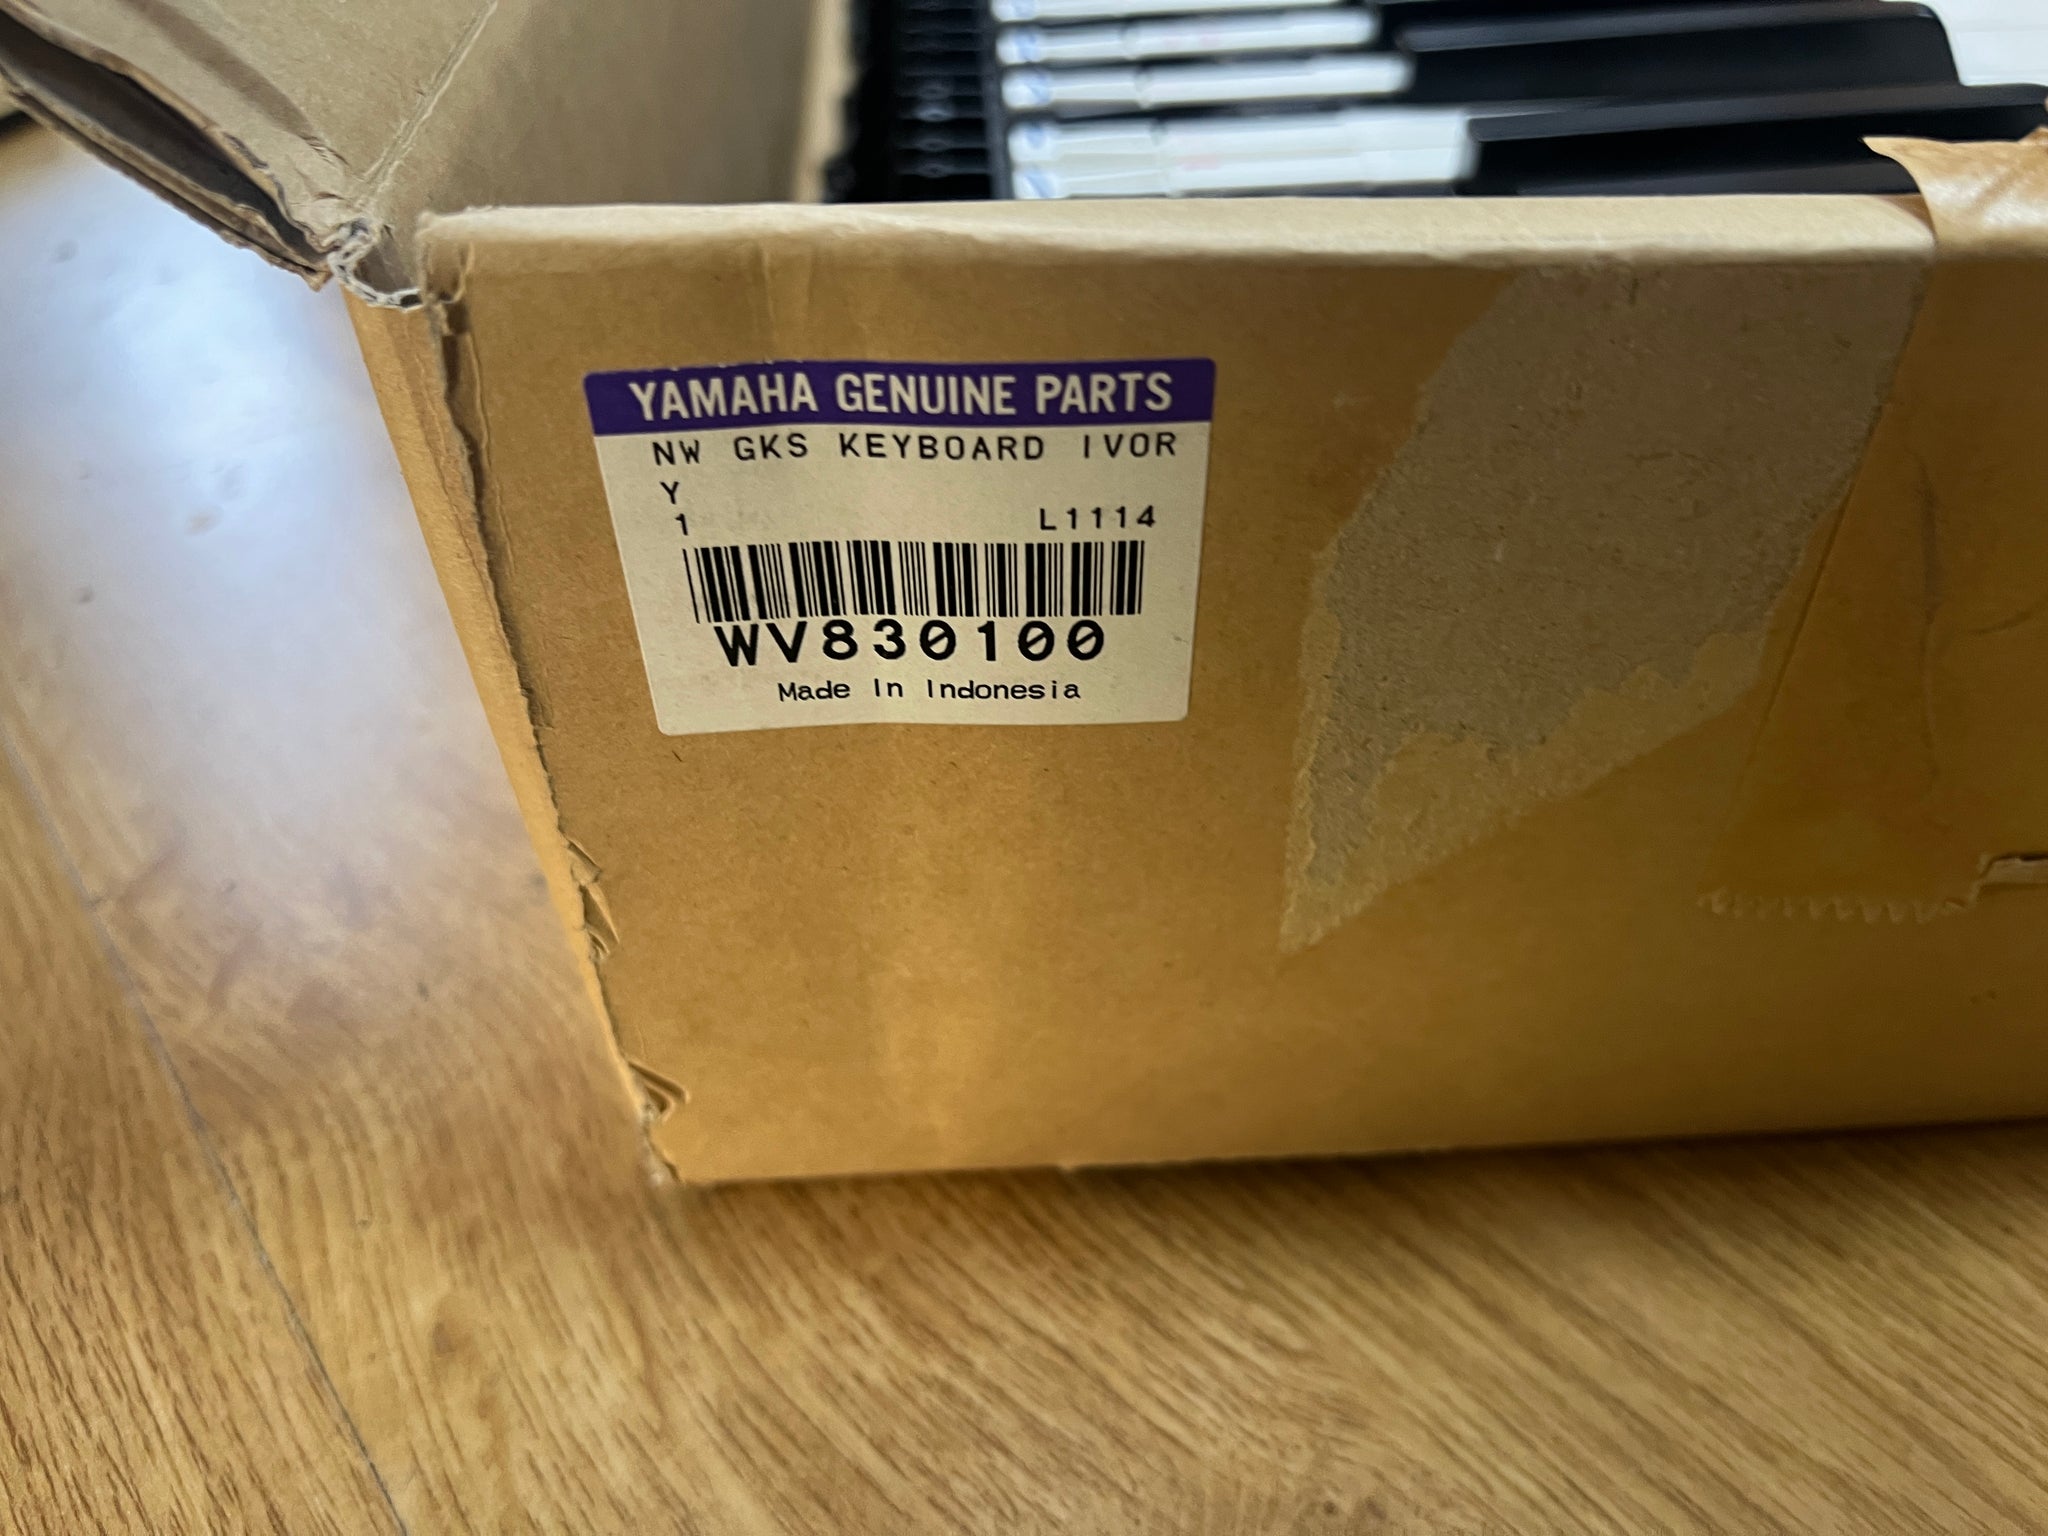 YAMAHA GENUINE PARTS
NW GKS KEYBOARD IVOR
Y
1 L1114
WV830100
Made In Indonesia